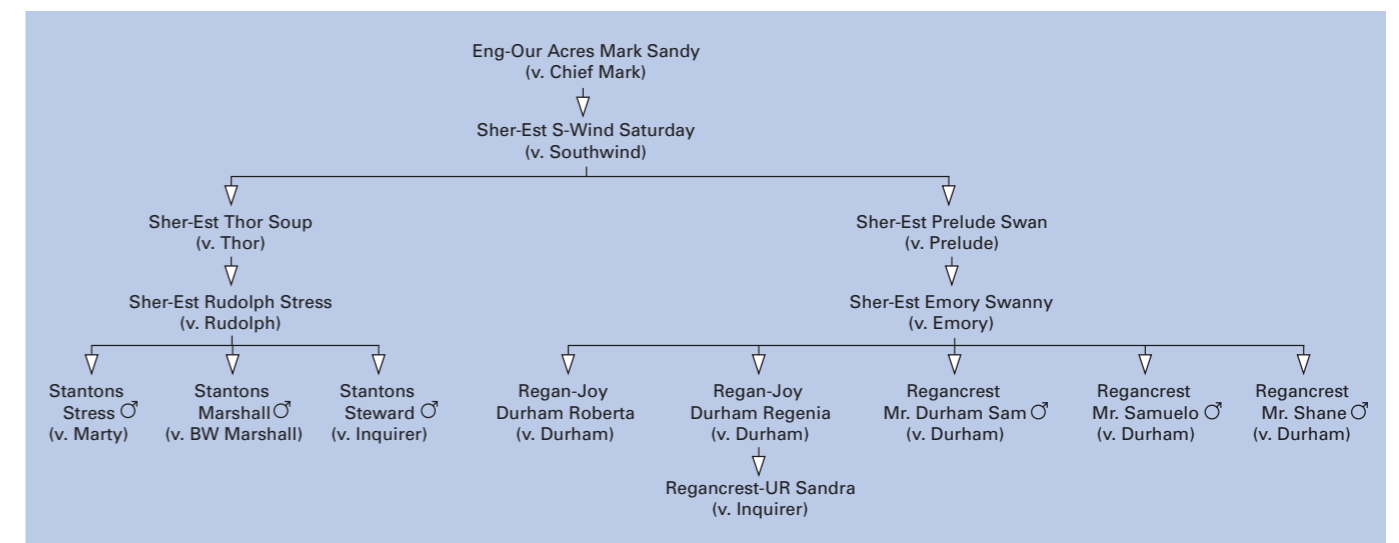 Eng-Our Acres Mark Sandy
(v. Chief Mark)
Sher-Est S-Wind Saturday
(v. Southwind)
Sher-Est Thor Soup
(v. Thor)
Sher-Est Prelude Swan
(v. Prelude)
Sher-Est Rudolph Stress
(v. Rudolph)
Sher-Est Emory Swanny
(v. Emory)
Stantons
Stress ♂
(v. Marty)
Stantons
Marshall ♂
(v. BW Marshall)
Stantons
Steward ♂
(v. Inquirer)
Regan-Joy
Durham Roberta
(v. Durham)
Regan-Joy
Durham Regenia
(v. Durham)
Regancrest
Mr. Durham Sam ♂
(v. Durham)
Regancrest
Mr. Samuelo ♂
(v. Durham)
Regancrest
Mr. Shane ♂
(v. Durham)
Regancrest-UR Sandra
(v. Inquirer)